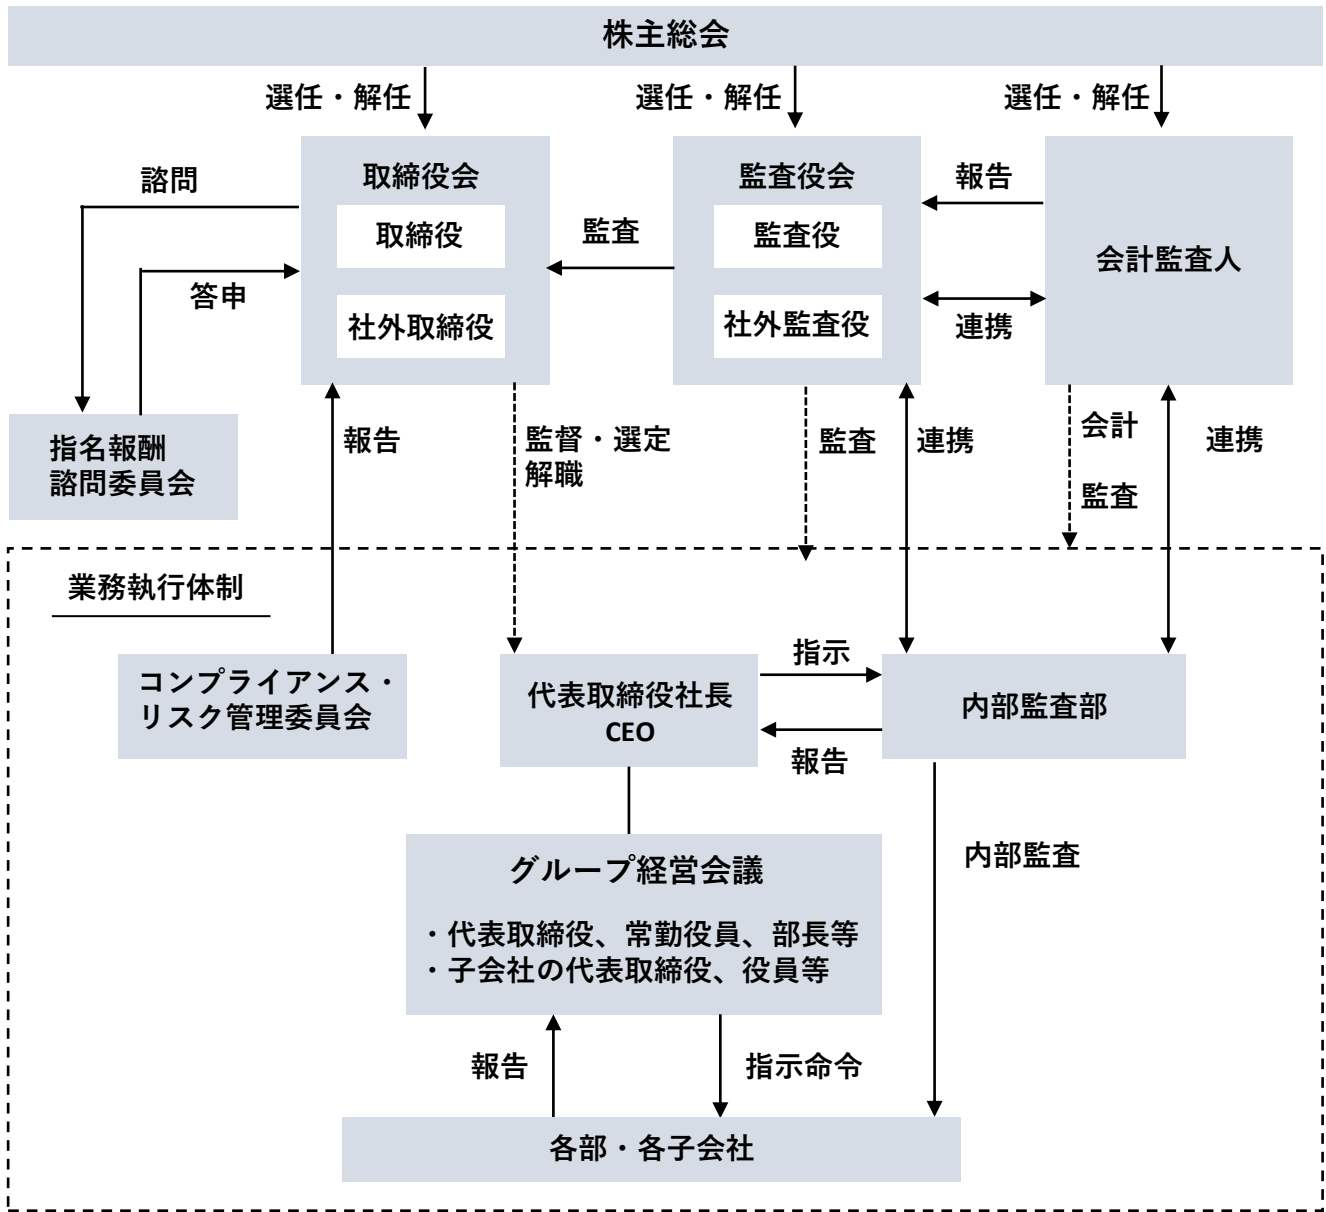 株主総会
選任・解任
選任・解任
選任・解任
諮問
取締役会
取締役
社外取締役
答申
監査
監査役会
監査役
社外監査役
報告
連携
会計監査人
指名報酬
諮問委員会
報告
監督・選定
解職
監査
連携
会計
監査
連携
業務執行体制
コンプライアンス・
リスク管理委員会
代表取締役社長
CEO
指示
報告
内部監査部
グループ経営会議
・代表取締役、常勤役員、部長等
・子会社の代表取締役、役員等
内部監査
報告
指示命令
各部・各子会社